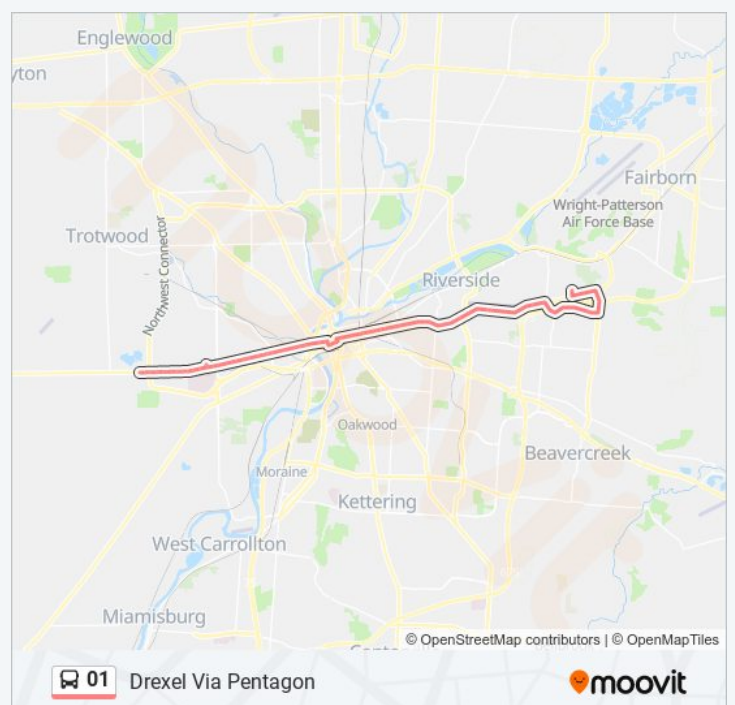 Englewood
Fairborn
Wright-Patterson
Air Force Base
Trotwood
Northwest Connector
Riverside
Oakwood
Beavercreek
Moraine
Kettering
West Carrollton
Miamisburg
© OpenStreetMap contributors | © OpenMapTiles
01 Drexel Via Pentagon
moovit